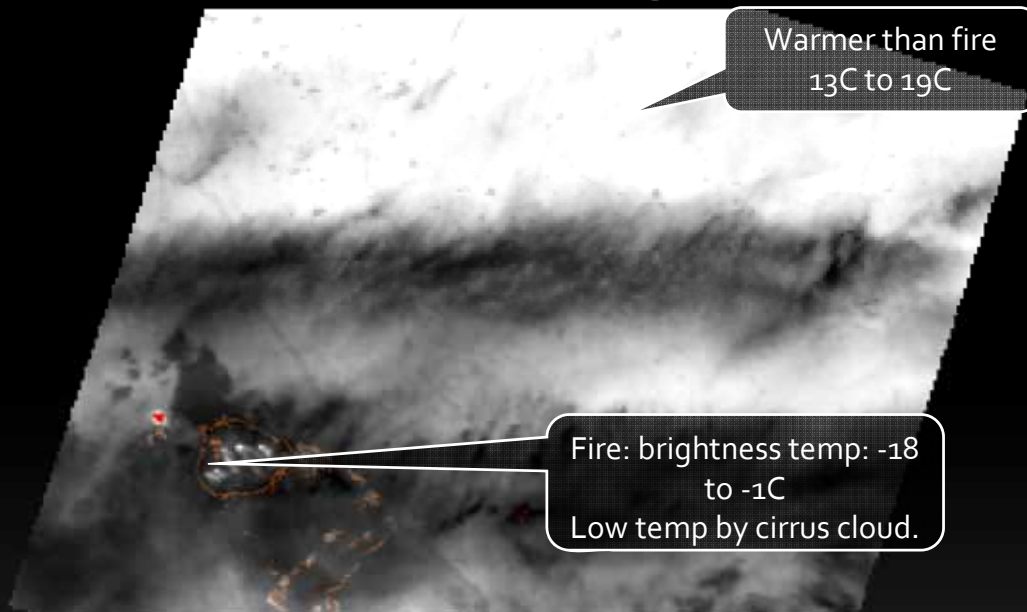 Warmer than fire
13C to 19C
Fire: brightness temp: -18
to -1C
Low temp by cirrus cloud.